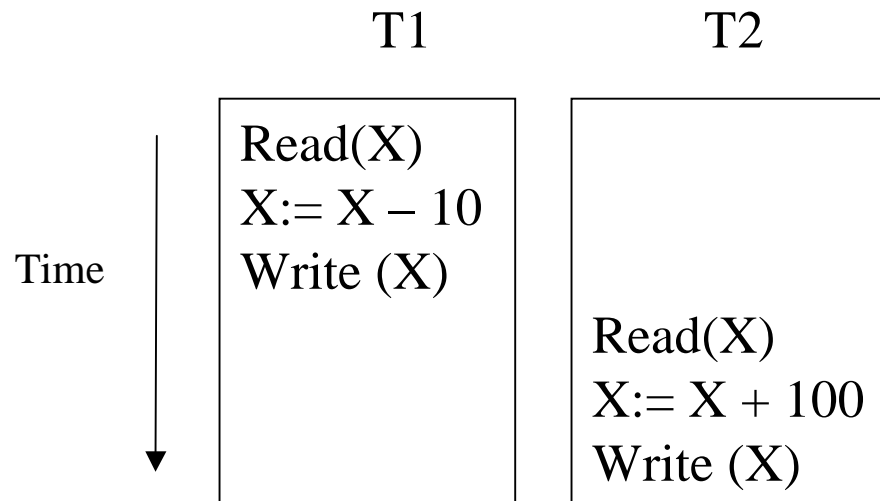 T1 T2
Read(X)
X:= X – 10
Time
Write (X)
Read(X)
X:= X + 100
Write (X)